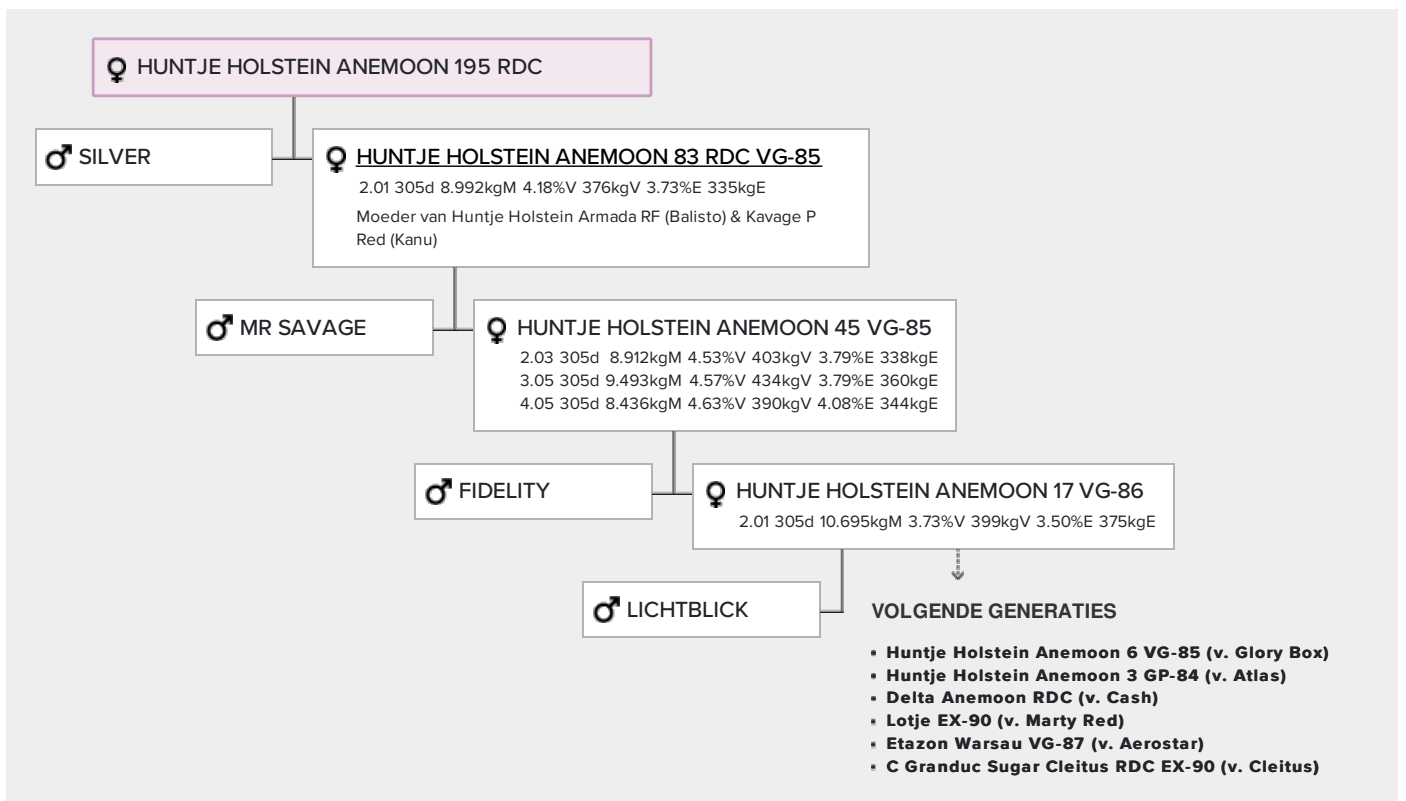 HUNTJE HOLSTEIN ANEMOON 195 RDC
SILVER
HUNTJE HOLSTEIN ANEMOON 83 RDC VG-85
2.01 305d 8.992kgM 4.18%V 376kgV 3.73%E 335kgE
Moeder van Huntje Holstein Armada RF (Balisto) & Kavage P
Red (Kanu)
MR SAVAGE
HUNTJE HOLSTEIN ANEMOON 45 VG-85
2.03 305d 8.912kgM 4.53%V 403kgV 3.79%E 338kgE
3.05 305d 9.493kgM 4.57%V 434kgV 3.79%E 360kgE
4.05 305d 8.436kgM 4.63%V 390kgV 4.08%E 344kgE
FIDELITY
HUNTJE HOLSTEIN ANEMOON 17 VG-86
2.01 305d 10.695kgM 3.73%V 399kgV 3.50%E 375kgE
LICHTBLICK
VOLGENDE GENERATIES
▪ Huntje Holstein Anemoon 6 VG-85 (v. Glory Box)
▪ Huntje Holstein Anemoon 3 GP-84 (v. Atlas)
▪ Delta Anemoon RDC (v. Cash)
▪ Lotje EX-90 (v. Marty Red)
▪ Etazon Warsau VG-87 (v. Aerostar)
▪ C Granduc Sugar Cleitus RDC EX-90 (v. Cleitus)